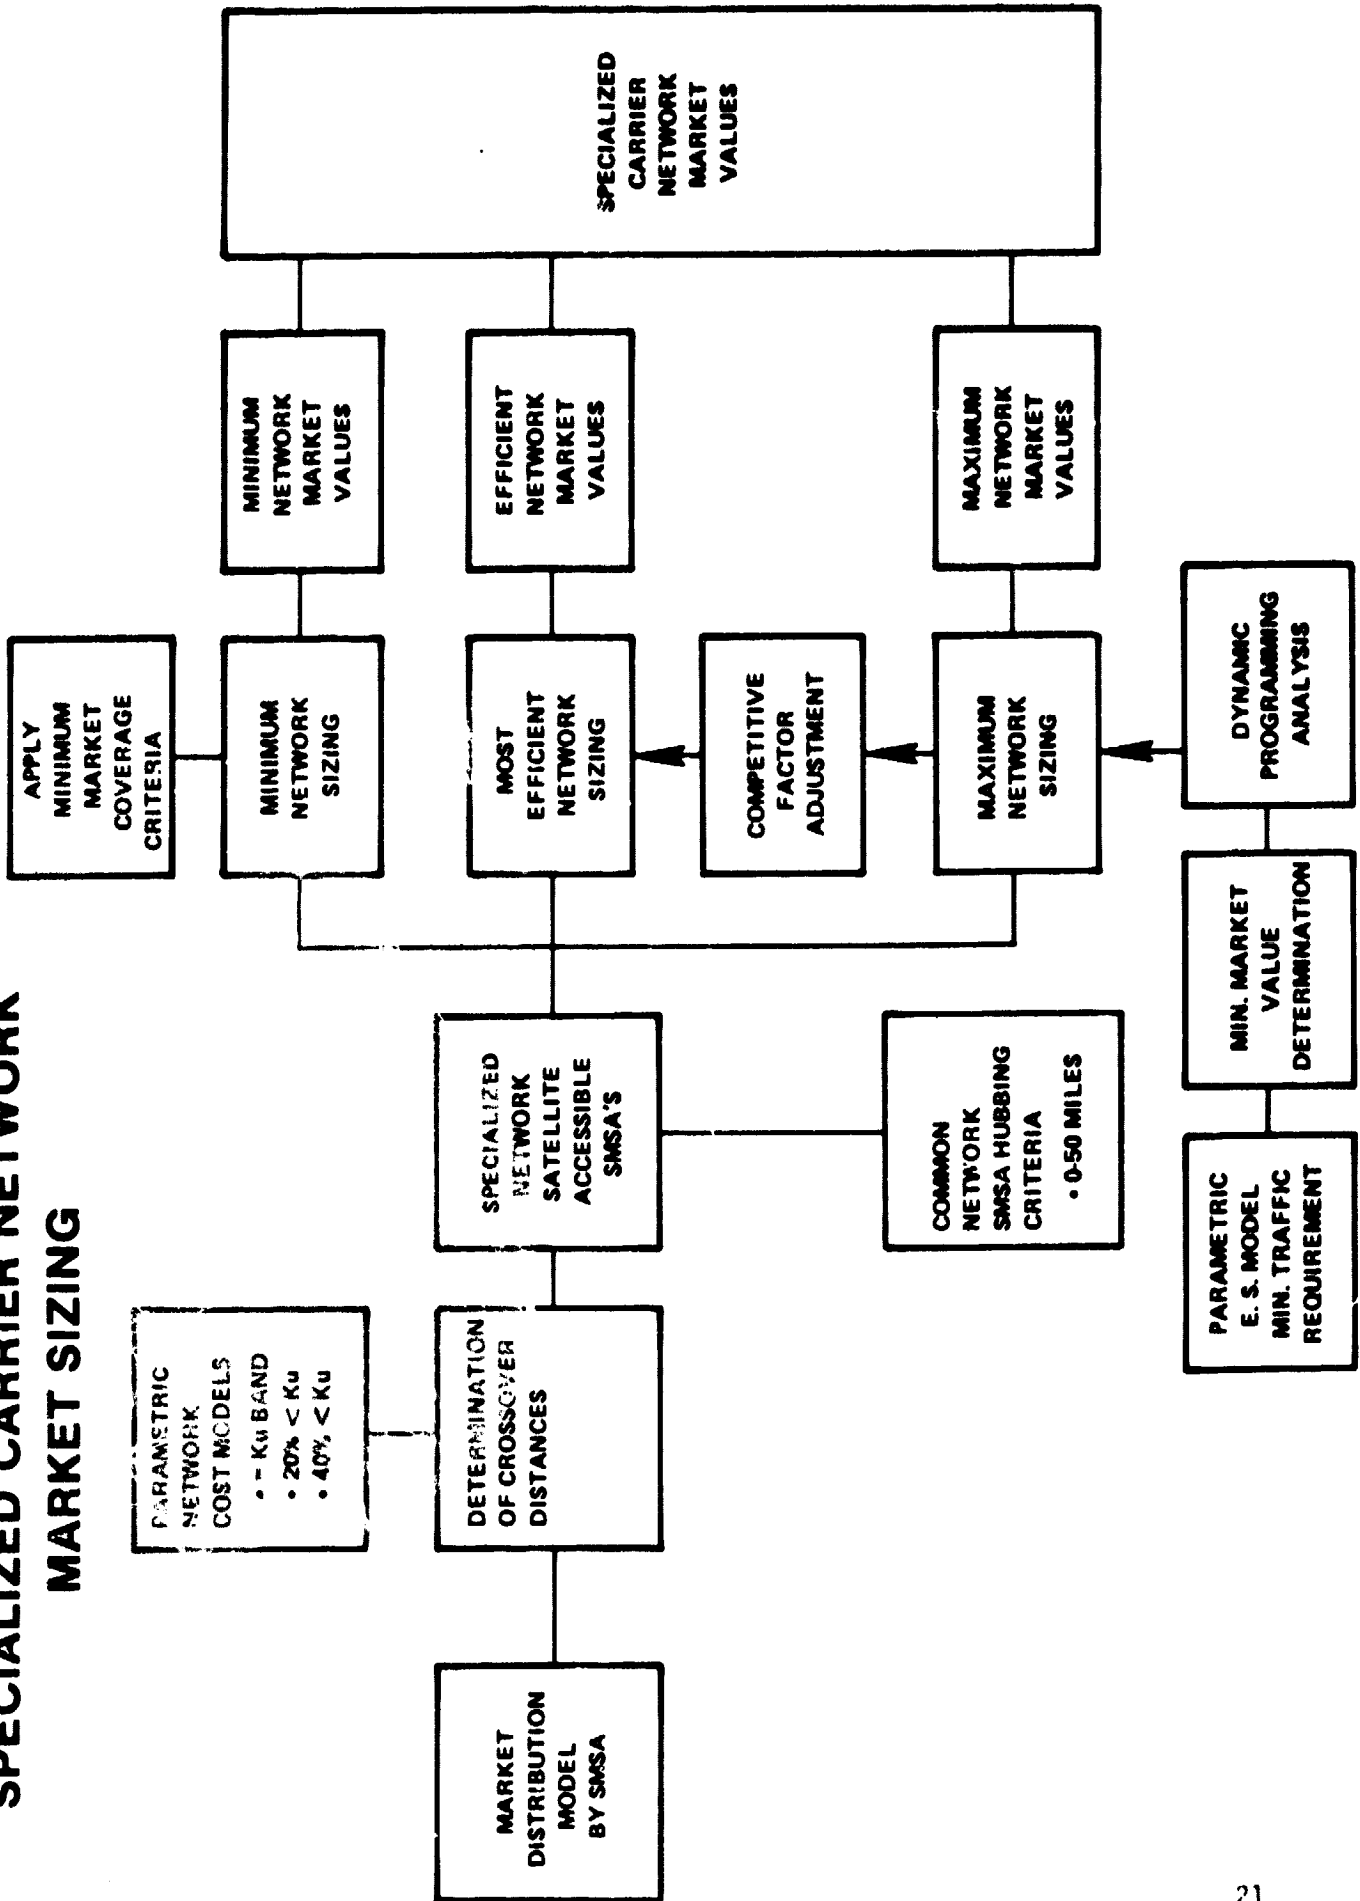 SPECIALIZED CARRIER NETWORK
MARKET SIZING
PARAMETRIC
NETWORK
COST MODELS
• = Ku BAND
• 20% < Ku
• 40% < Ku
APPLY
MINIMUM
MARKET
COVERAGE
CRITERIA
MINIMUM
NETWORK
SIZING
MINIMUM
NETWORK
MARKET
VALUES
MARKET
DISTRIBUTION
MODEL
BY SMSA
DETERMINATION
OF CROSSOVER
DISTANCES
SPECIALIZED
NETWORK
SATELLITE
ACCESSIBLE
SMSA'S
MOST
EFFICIENT
NETWORK
SIZING
EFFICIENT
NETWORK
MARKET
VALUES
SPECIALIZED
CARRIER
NETWORK
MARKET
VALUES
COMPETITIVE
FACTOR
ADJUSTMENT
COMMON
NETWORK
SMSA HUBBING
CRITERIA
• 0-50 MILES
MAXIMUM
NETWORK
SIZING
MAXIMUM
NETWORK
MARKET
VALUES
PARAMETRIC
E. S. MODEL
MIN. TRAFFIC
REQUIREMENT
MIN. MARKET
VALUE
DETERMINATION
DYNAMIC
PROGRAMMING
ANALYSIS
21